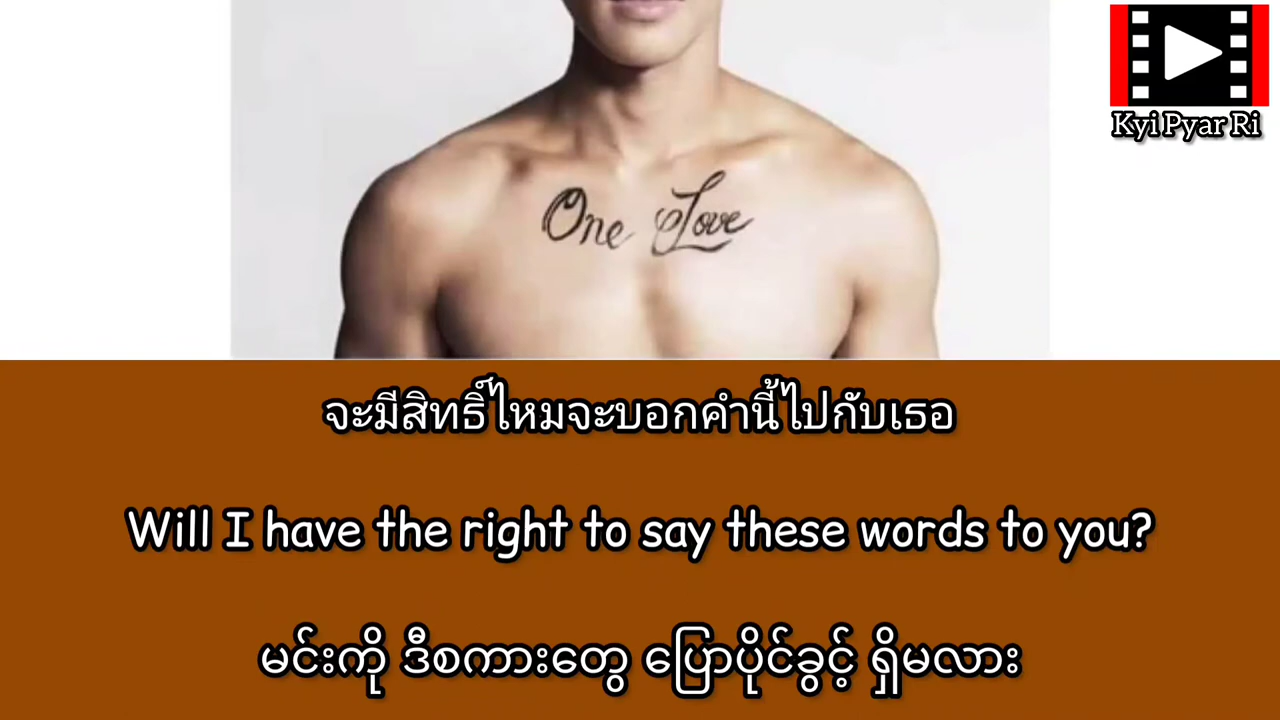 Kyi Pyar Ri
One Love
จะมีสิทธิ์ไหมจะบอกคำนี้ไปกับเธอ
Will I have the right to say these words to you?
မင်းကို ဒီစကားတွေ ပြောပိုင်ခွင့် ရှိမလား